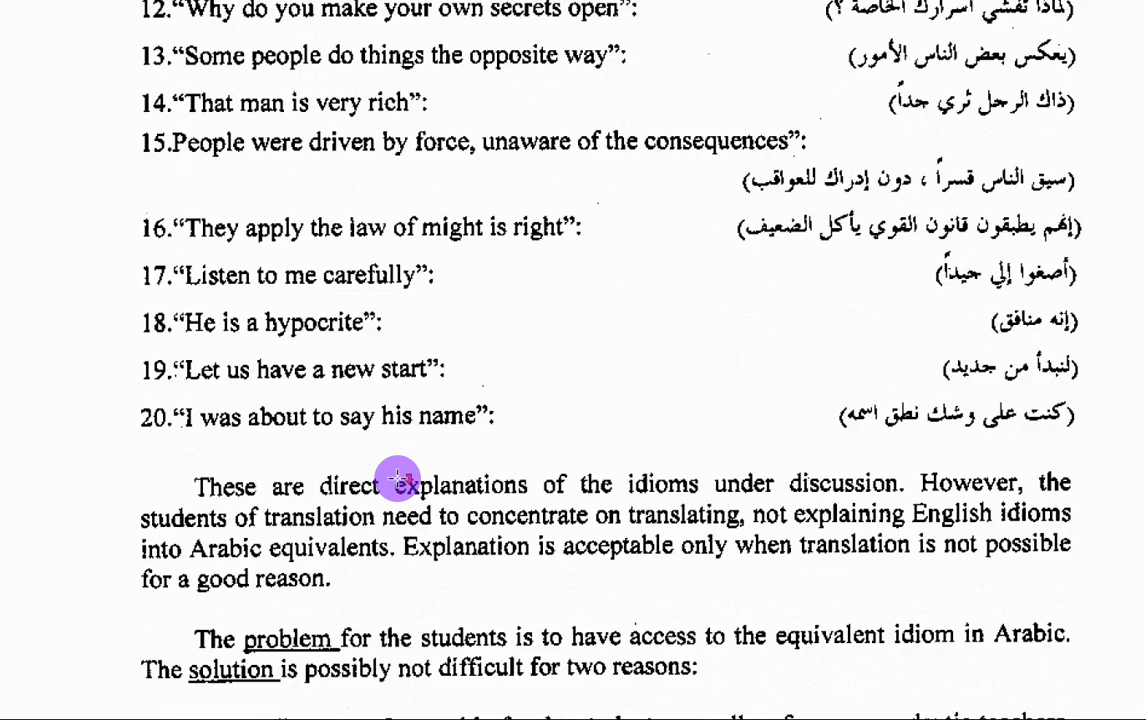 12.“Why do you make your own secrets open”: (لماذا تفشي أسرارك الخاصة ؟)
13.“Some people do things the opposite way”: (يعكس بعض الناس الأمور)
14.“That man is very rich”: (ذاك الرجل ثري جداً)
15.People were driven by force, unaware of the consequences”:
(سيق الناس قسراً ، دون إدراك للعواقب)
16.“They apply the law of might is right”: (إنهم يطبقون قانون القوي يأكل الضعيف)
17.“Listen to me carefully”: (أصغوا إلي جيداً)
18.“He is a hypocrite”: (إنه منافق)
19.“Let us have a new start”: (لنبدأ من جديد)
20.“I was about to say his name”: (كنت على وشك نطق اسمه)
These are direct explanations of the idioms under discussion. However, the
students of translation need to concentrate on translating, not explaining English idioms
into Arabic equivalents. Explanation is acceptable only when translation is not possible
for a good reason.
The problem for the students is to have access to the equivalent idiom in Arabic.
The solution is possibly not difficult for two reasons: